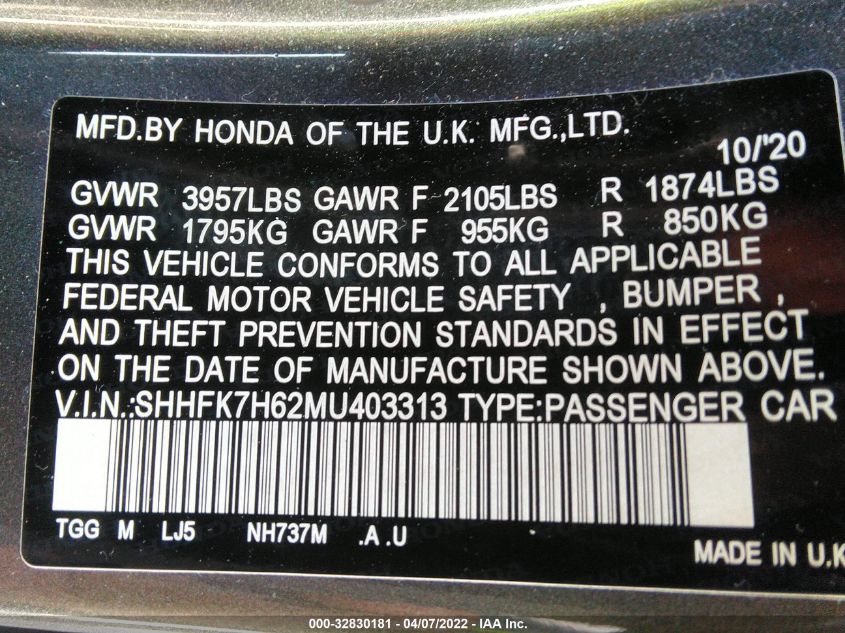 MFD.BY HONDA OF THE U.K. MFG.,LTD.
10/'20
GVWR 3957LBS GAWR F 2105LBS R 1874LBS
GVWR 1795KG GAWR F 955KG R 850KG
THIS VEHICLE CONFORMS TO ALL APPLICABLE
FEDERAL MOTOR VEHICLE SAFETY , BUMPER ,
AND THEFT PREVENTION STANDARDS IN EFFECT
ON THE DATE OF MANUFACTURE SHOWN ABOVE.
V.I.N.:SHHFK7H62MU403313 TYPE:PASSENGER CAR
TGG M LJ5 NH737M .A .U
MADE IN U.K
000-32830181 - 04/07/2022 - IAA Inc.